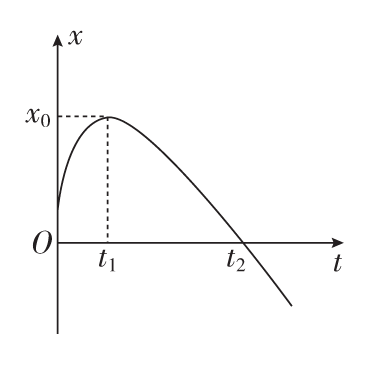 x
x₀
O
t₁
t₂
t